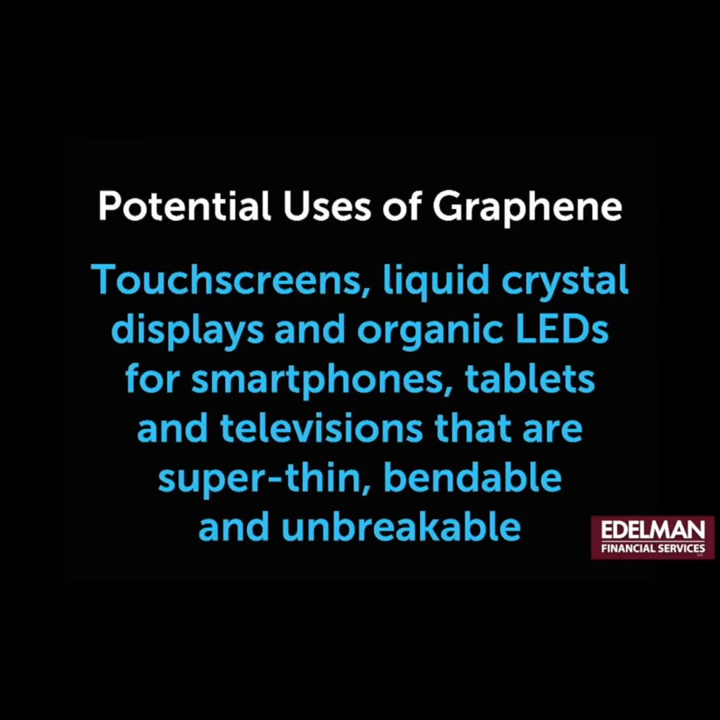 Potential Uses of Graphene
Touchscreens, liquid crystal
displays and organic LEDs
for smartphones, tablets
and televisions that are
super-thin, bendable
and unbreakable
EDELMAN
FINANCIAL SERVICES